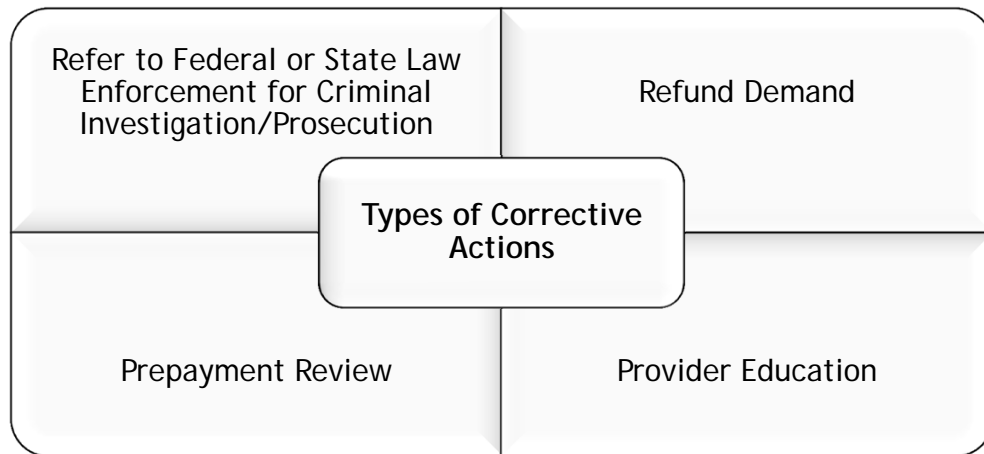 Refer to Federal or State Law
Enforcement for Criminal
Investigation/Prosecution
Refund Demand
Types of Corrective
Actions
Prepayment Review
Provider Education